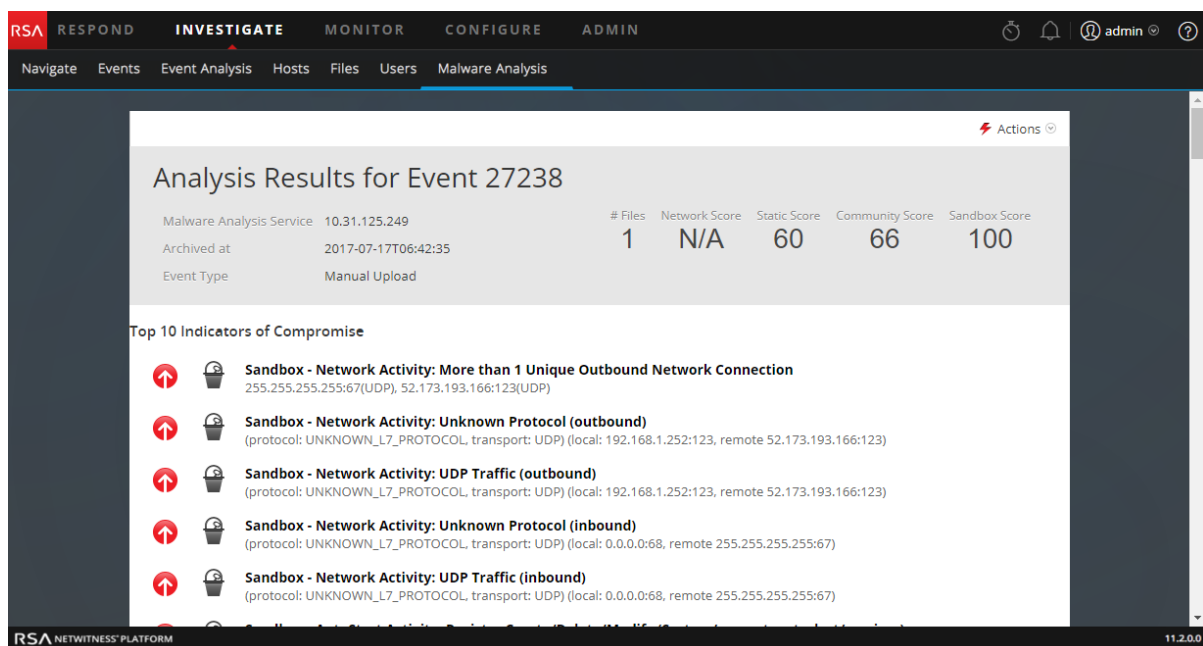 RSA RESPOND INVESTIGATE MONITOR CONFIGURE ADMIN admin ?
Navigate Events Event Analysis Hosts Files Users Malware Analysis
Actions
Analysis Results for Event 27238
Malware Analysis Service 10.31.125.249
Archived at 2017-07-17T06:42:35
Event Type Manual Upload
# Files Network Score Static Score Community Score Sandbox Score
1 N/A 60 66 100
Top 10 Indicators of Compromise
Sandbox - Network Activity: More than 1 Unique Outbound Network Connection
255.255.255.255:67(UDP), 52.173.193.166:123(UDP)
Sandbox - Network Activity: Unknown Protocol (outbound)
(protocol: UNKNOWN_L7_PROTOCOL, transport: UDP) (local: 192.168.1.252:123, remote 52.173.193.166:123)
Sandbox - Network Activity: UDP Traffic (outbound)
(protocol: UNKNOWN_L7_PROTOCOL, transport: UDP) (local: 192.168.1.252:123, remote 52.173.193.166:123)
Sandbox - Network Activity: Unknown Protocol (inbound)
(protocol: UNKNOWN_L7_PROTOCOL, transport: UDP) (local: 0.0.0.0:68, remote 255.255.255.255:67)
Sandbox - Network Activity: UDP Traffic (inbound)
(protocol: UNKNOWN_L7_PROTOCOL, transport: UDP) (local: 0.0.0.0:68, remote 255.255.255.255:67)
RSA NETWITNESS® PLATFORM 11.2.0.0